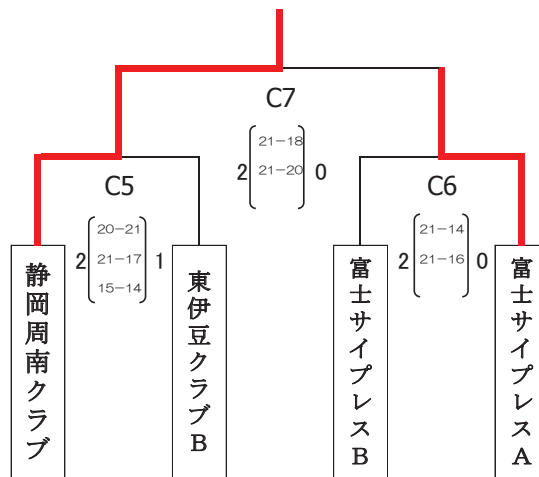 C7
2 21-18 0
21-20
C5
2 20-21 1
21-17
15-14
C6
2 21-14 0
21-16
静岡周南クラブ
東伊豆クラブB
富士サイプレスB
富士サイプレスA